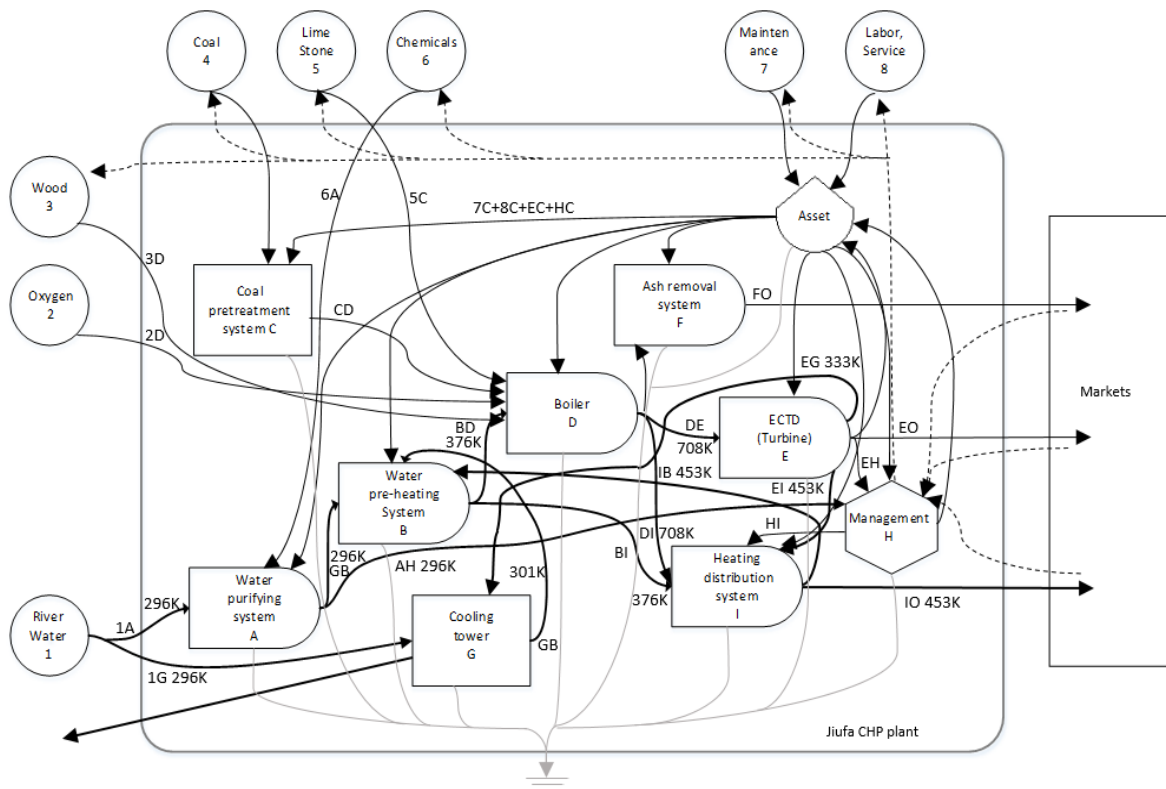 Coal
4
Lime
Stone
5
Chemicals
6
Mainten
ance
7
Labor,
Service
8
Wood
3
6A
5C
7C+8C+EC+HC
Asset
3D
Oxygen
2
Coal
pretreatment
system C
CD
Ash removal
system
F
FO
2D
EG 333K
Markets
Boiler
D
BD
376K
DE
708K
ECTD
(Turbine)
E
EO
IB 453K
EH
EI 453K
Water
pre-heating
System
B
Management
H
HI
DI 708K
BI
296K
GB
AH 296K
301K
Heating
distribution
system
I
376K
IO 453K
Water
purifying
system
A
296K
River
Water
1
1A
Cooling
tower
G
GB
1G 296K
Jiufa CHP plant